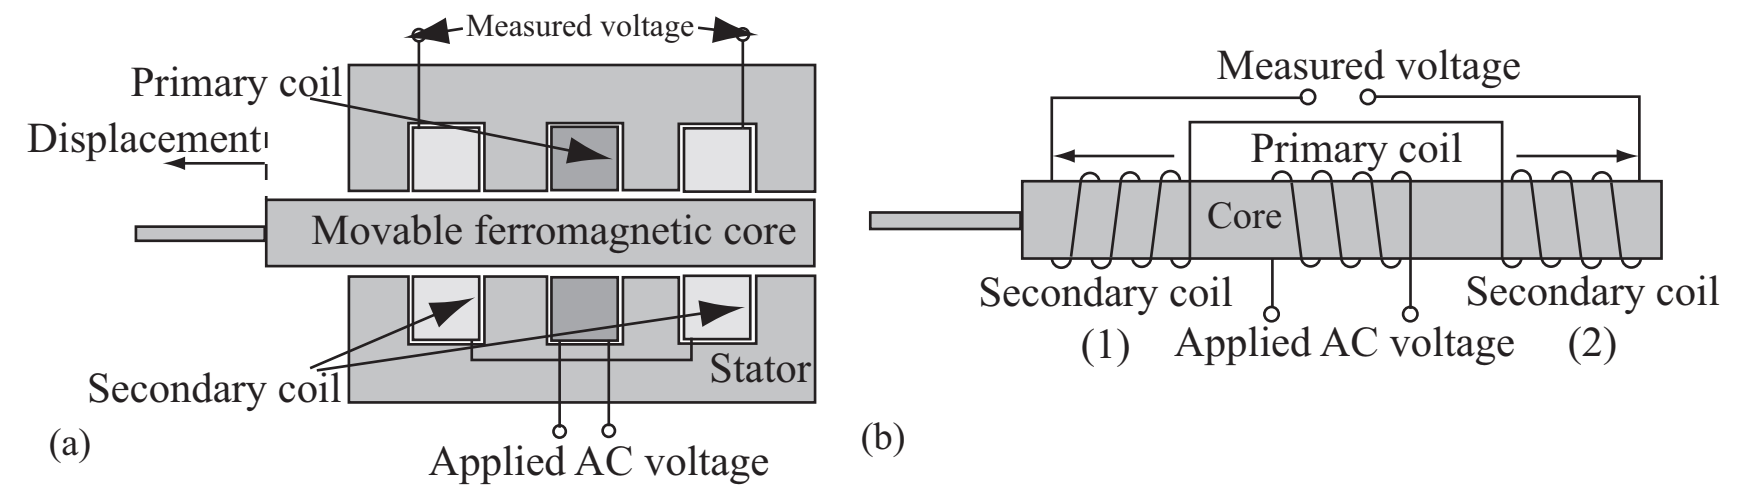 Measured voltage
Primary coil
Displacement
Movable ferromagnetic core
Secondary coil
Stator
Applied AC voltage
(a)
Measured voltage
Primary coil
Core
Secondary coil
(1)
Secondary coil
(2)
Applied AC voltage
(b)